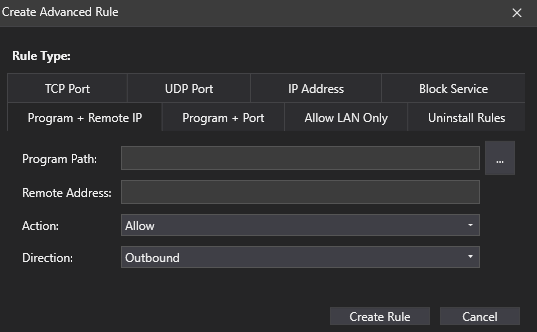 Create Advanced Rule
Rule Type:
TCP Port UDP Port IP Address Block Service
Program + Remote IP Program + Port Allow LAN Only Uninstall Rules
Program Path: ...
Remote Address:
Action: Allow
Direction: Outbound
Create Rule Cancel